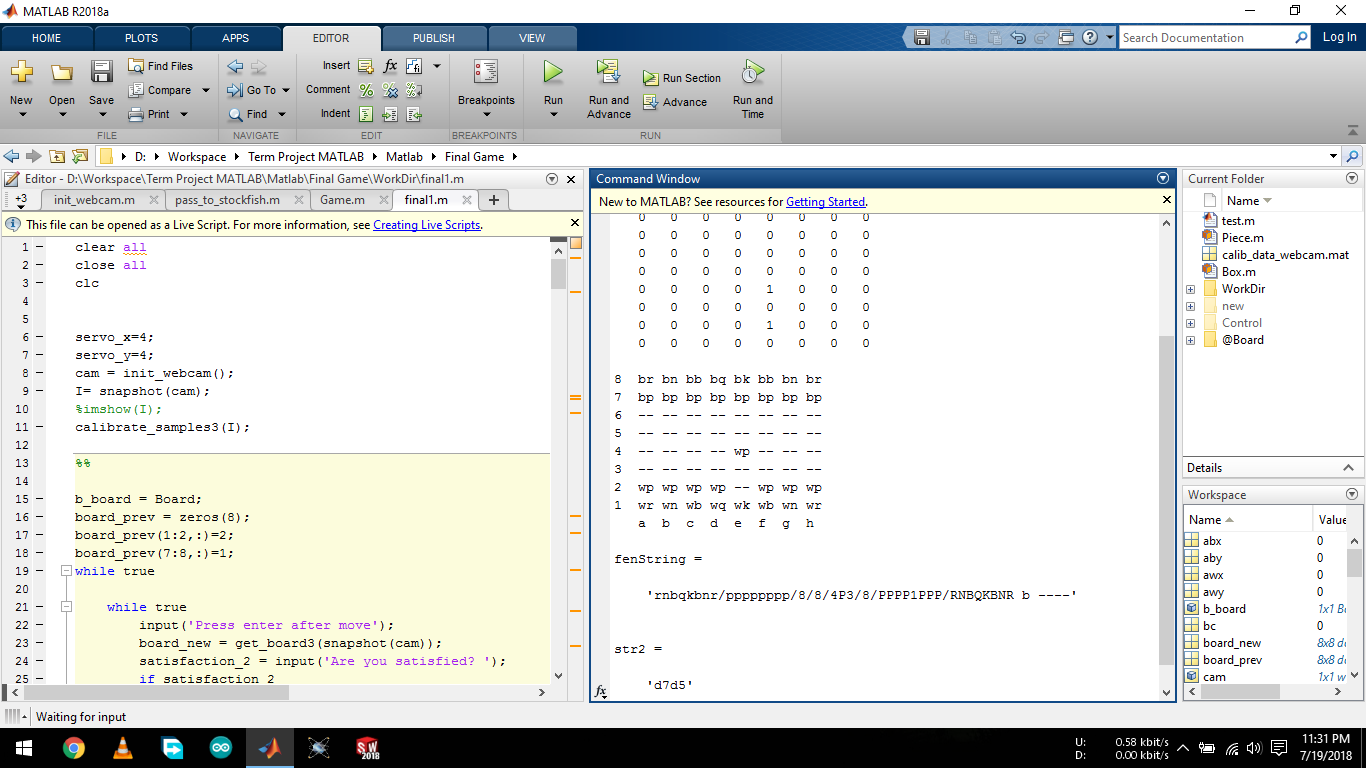 MATLAB R2018a
HOME PLOTS APPS EDITOR PUBLISH VIEW Search Documentation Log In
New Open Save Find Files Compare Print Go To Find Insert Comment Indent fx Breakpoints Run Run and Advance Run Section Advance Run and Time
FILE NAVIGATE EDIT BREAKPOINTS RUN
D: Workspace Term Project MATLAB Matlab Final Game
Editor - D:\Workspace\Term Project MATLAB\Matlab\Final Game\WorkDir\final1.m
+3 init_webcam.m pass_to_stockfish.m Game.m final1.m
This file can be opened as a Live Script. For more information, see Creating Live Scripts.
1 clear all
2 close all
3 clc
4
5
6 servo_x=4;
7 servo_y=4;
8 cam = init_webcam();
9 I= snapshot(cam);
10 %imshow(I);
11 calibrate_samples3(I);
12
13 %%
14
15 b_board = Board;
16 board_prev = zeros(8);
17 board_prev(1:2,:)=2;
18 board_prev(7:8,:)=1;
19 while true
20
21 while true
22 input('Press enter after move');
23 board_new = get_board3(snapshot(cam));
24 satisfaction_2 = input('Are you satisfied? ');
25 if satisfaction_2
Command Window
New to MATLAB? See resources for Getting Started.
0 0 0 0 0 0 0 0
0 0 0 0 0 0 0 0
0 0 0 0 0 0 0 0
0 0 0 0 0 0 0 0
0 0 0 0 1 0 0 0
0 0 0 0 0 0 0 0
0 0 0 0 1 0 0 0
0 0 0 0 0 0 0 0
8 br bn bb bq bk bb bn br
7 bp bp bp bp bp bp bp bp
6 -- -- -- -- -- -- -- --
5 -- -- -- -- -- -- -- --
4 -- -- -- -- wp -- -- --
3 -- -- -- -- -- -- -- --
2 wp wp wp wp -- wp wp wp
1 wr wn wb wq wk wb wn wr
a b c d e f g h
fenString =
'rnbqkbnr/pppppppp/8/8/4P3/8/PPPP1PPP/RNBQKBNR b ----'
str2 =
'd7d5'
fx
Current Folder
Name
test.m
Piece.m
calib_data_webcam.mat
Box.m
WorkDir
new
Control
@Board
Details
Workspace
Name Value
abx 0
aby 0
awx 0
awy 0
b_board 1x1 Bo
bc 0
board_new 8x8 do
board_prev 8x8 do
cam 1x1 w
Waiting for input
U: 0.58 kbit/s
D: 0.00 kbit/s
SW 2018
11:31 PM
7/19/2018